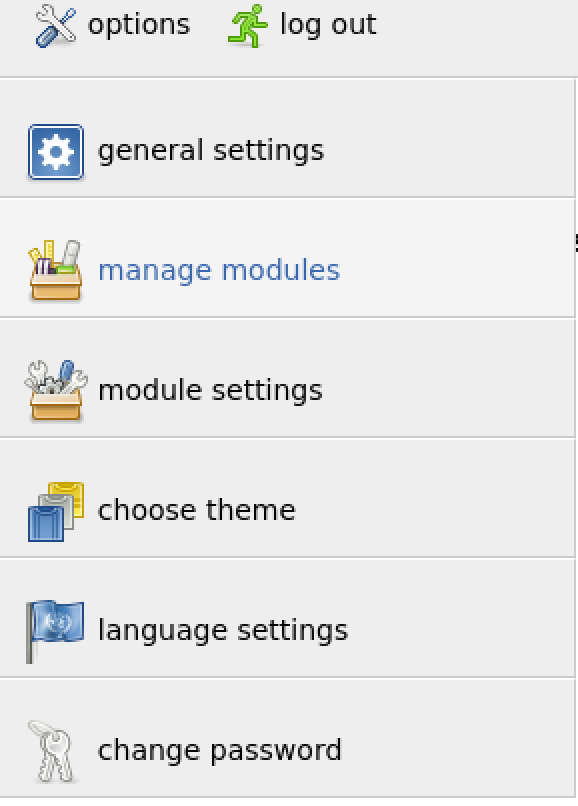 options log out
general settings
manage modules
module settings
choose theme
language settings
change password